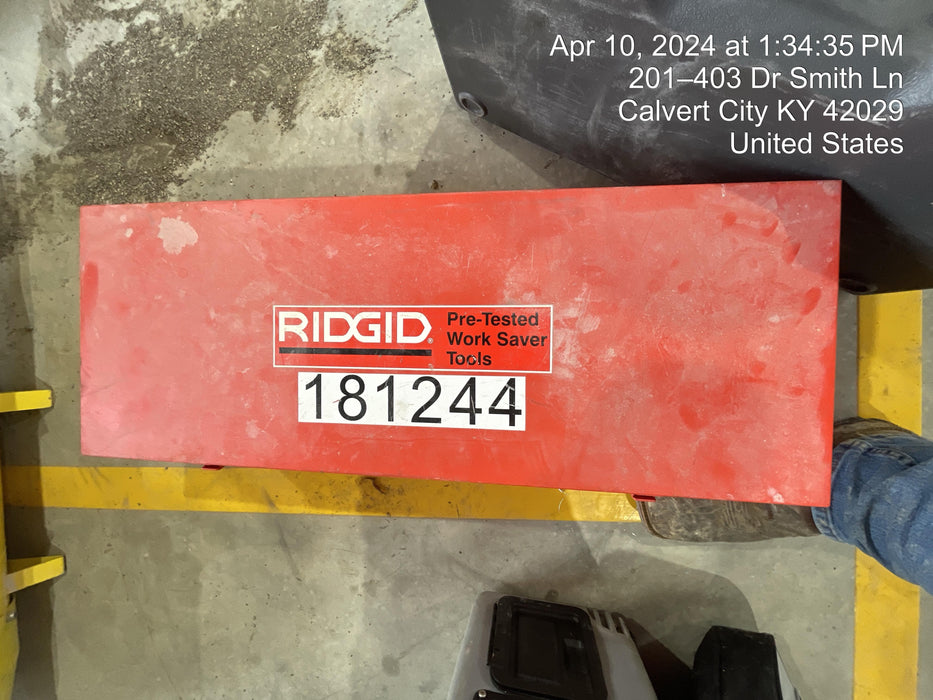 Apr 10, 2024 at 1:34:35 PM
201–403 Dr Smith Ln
Calvert City KY 42029
United States
RIDGID®
Pre-Tested
Work Saver
Tools
181244